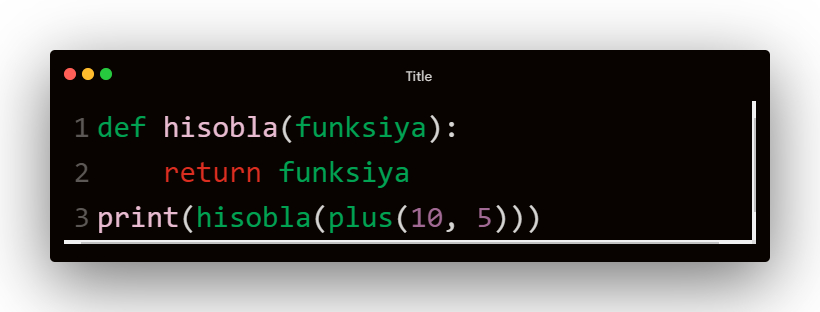 Title
1 def hisobla(funksiya):
2     return funksiya
3 print(hisobla(plus(10, 5)))